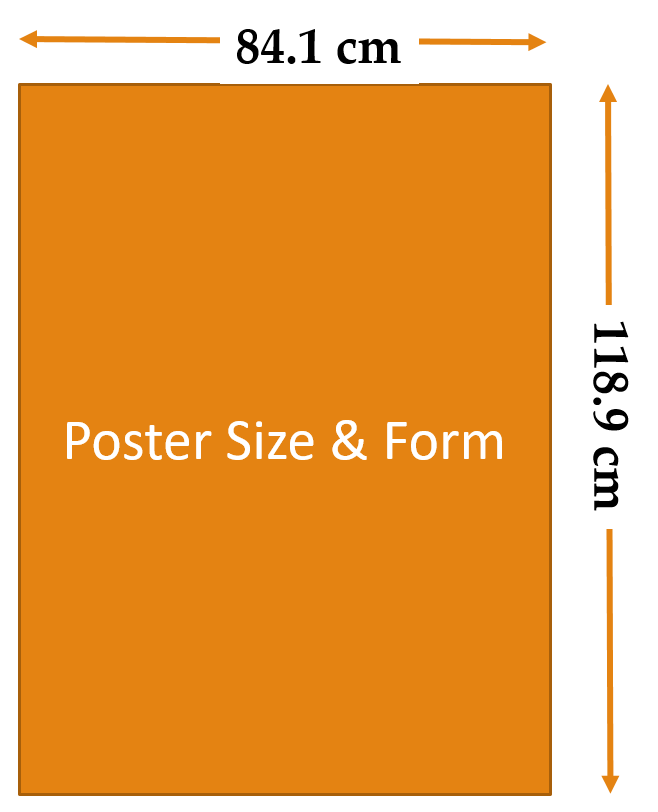 84.1 cm
118.9 cm
Poster Size & Form